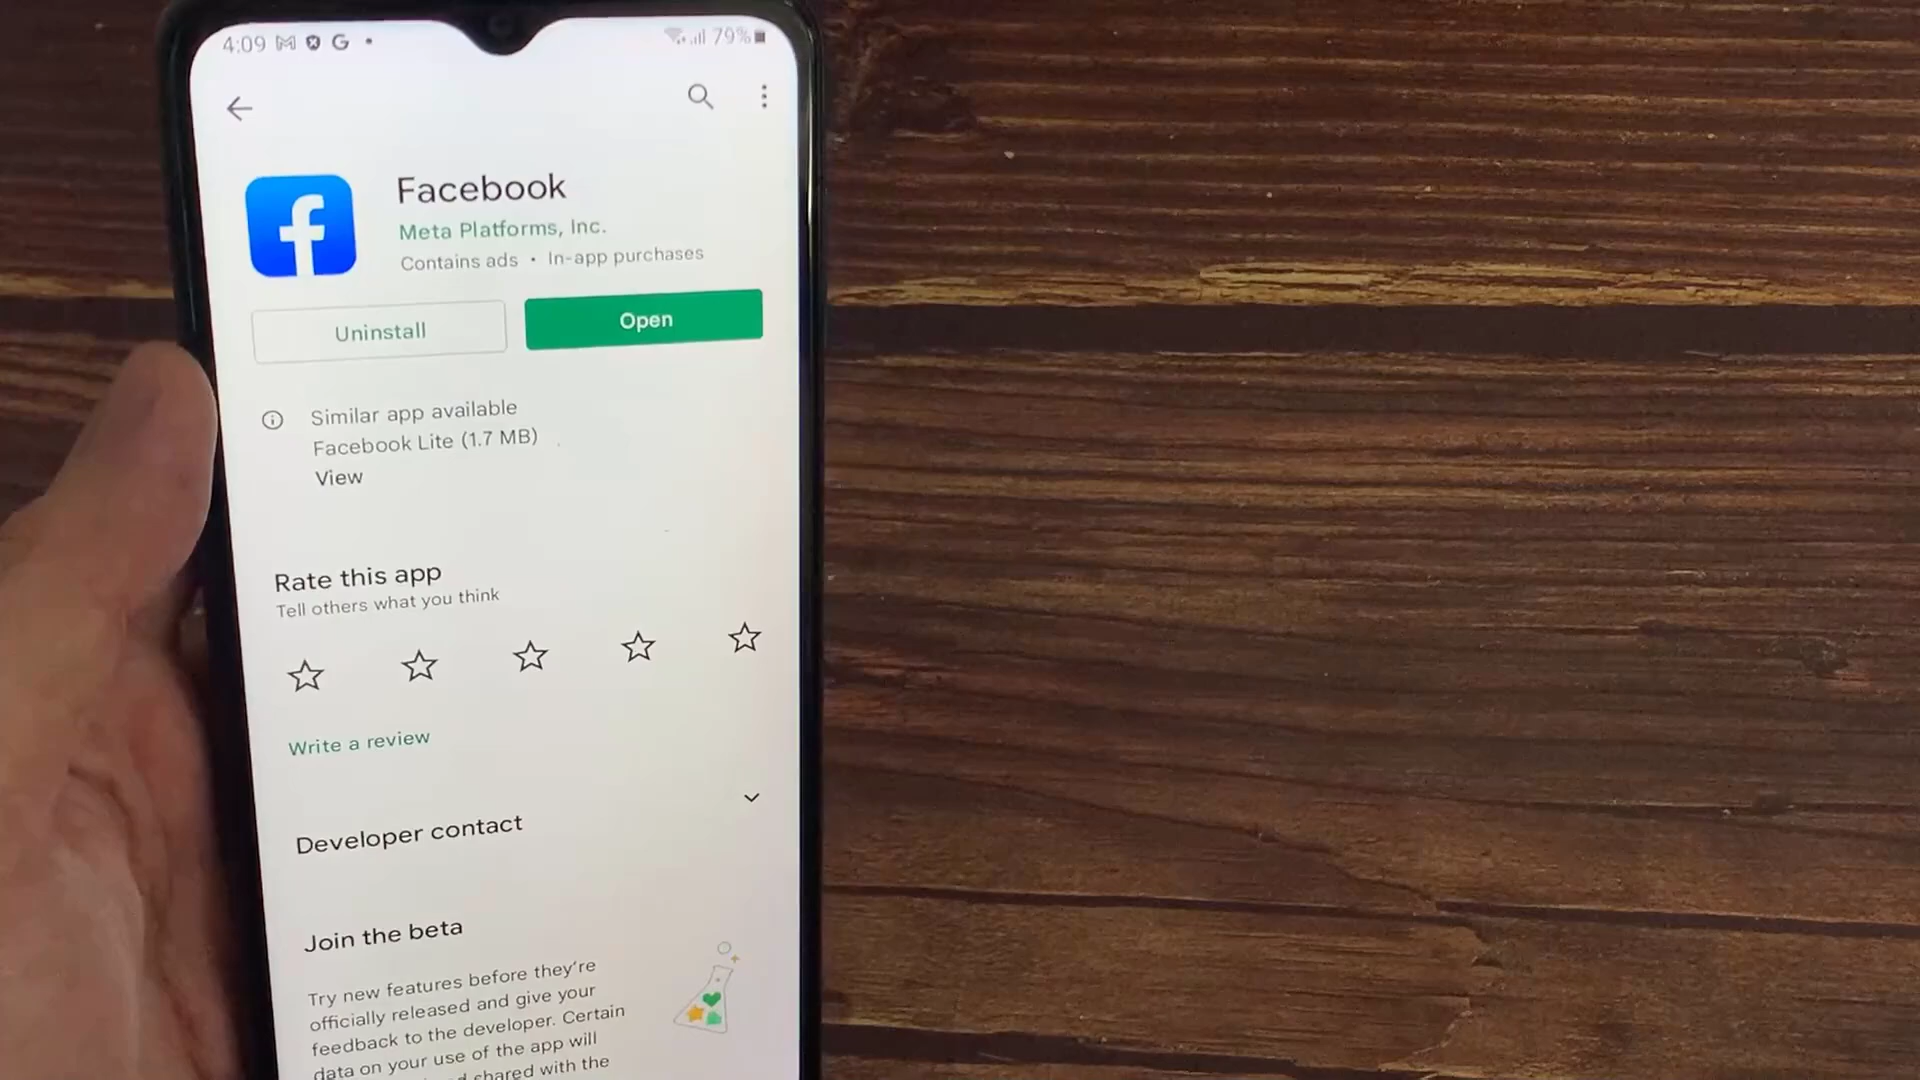 4:09
79%
Facebook
Meta Platforms, Inc.
Contains ads • In-app purchases
Uninstall
Open
Similar app available
Facebook Lite (1.7 MB)
View
Rate this app
Tell others what you think
Write a review
Developer contact
Join the beta
Try new features before they're
officially released and give your
feedback to the developer. Certain
data on your use of the app will
shared with the